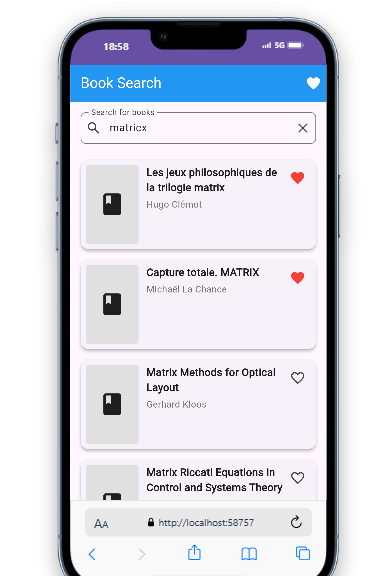 18:58
5G
Book Search
Search for books
matricx
Les jeux philosophiques de
la trilogie matrix
Hugo Clémot
Capture totale. MATRIX
Michaël La Chance
Matrix Methods for Optical
Layout
Gerhard Kloos
Matrix Riccati Equations in
Control and Systems Theory
AA
http://localhost:58757